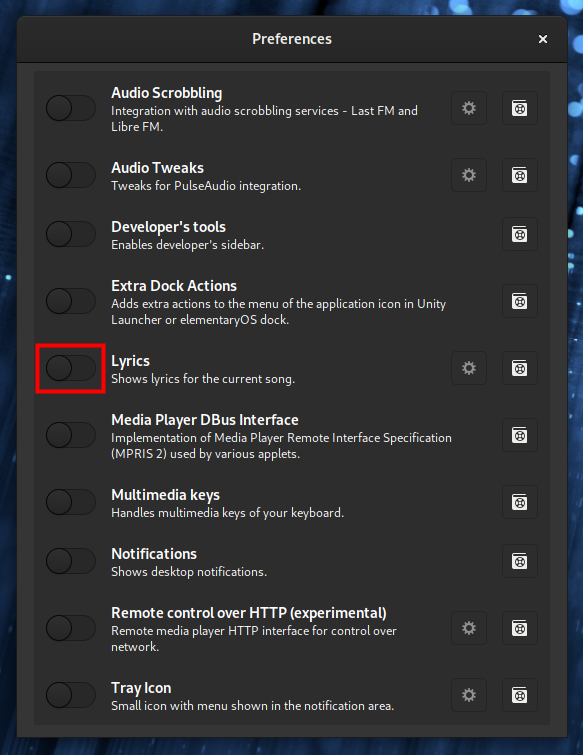 Preferences
Audio Scrobbling
Integration with audio scrobbling services - Last FM and
Libre FM.
Audio Tweaks
Tweaks for PulseAudio integration.
Developer's tools
Enables developer's sidebar.
Extra Dock Actions
Adds extra actions to the menu of the application icon in Unity
Launcher or elementaryOS dock.
Lyrics
Shows lyrics for the current song.
Media Player DBus Interface
Implementation of Media Player Remote Interface Specification
(MPRIS 2) used by various applets.
Multimedia keys
Handles multimedia keys of your keyboard.
Notifications
Shows desktop notifications.
Remote control over HTTP (experimental)
Remote media player HTTP interface for control over
network.
Tray Icon
Small icon with menu shown in the notification area.